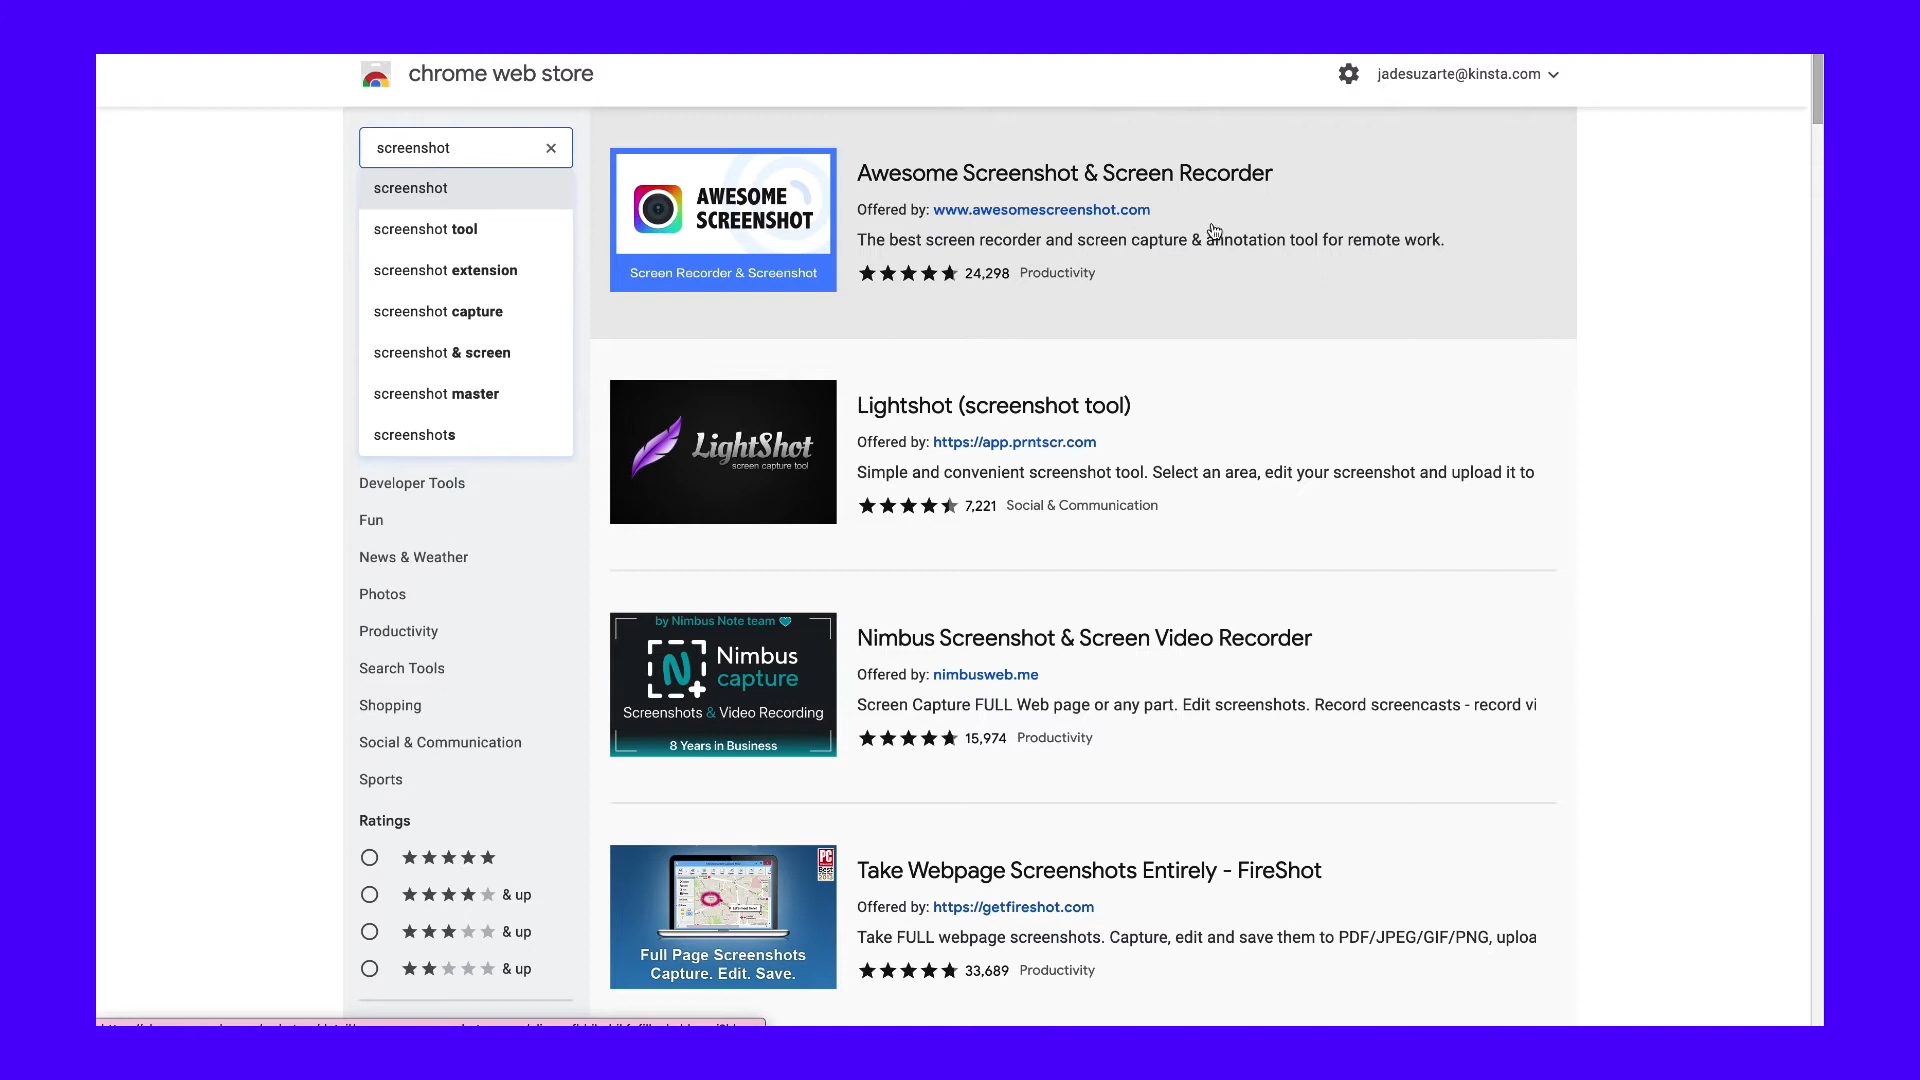 chrome web store
jadesuzarte@kinsta.com
screenshot
screenshot
screenshot tool
screenshot extension
screenshot capture
screenshot & screen
screenshot master
screenshots
Developer Tools
Fun
News & Weather
Photos
Productivity
Search Tools
Shopping
Social & Communication
Sports
Ratings
& up
& up
& up
AWESOME
SCREENSHOT
Screen Recorder & Screenshot
Awesome Screenshot & Screen Recorder
Offered by: www.awesomescreenshot.com
The best screen recorder and screen capture & annotation tool for remote work.
24,298 Productivity
LightShot
screen capture tool
Lightshot (screenshot tool)
Offered by: https://app.prntscr.com
Simple and convenient screenshot tool. Select an area, edit your screenshot and upload it to
7,221 Social & Communication
by Nimbus Note team
Nimbus
capture
Screenshots & Video Recording
8 Years in Business
Nimbus Screenshot & Screen Video Recorder
Offered by: nimbusweb.me
Screen Capture FULL Web page or any part. Edit screenshots. Record screencasts - record vi
15,974 Productivity
PC
Full Page Screenshots
Capture. Edit. Save.
Take Webpage Screenshots Entirely - FireShot
Offered by: https://getfireshot.com
Take FULL webpage screenshots. Capture, edit and save them to PDF/JPEG/GIF/PNG, uploa
33,689 Productivity